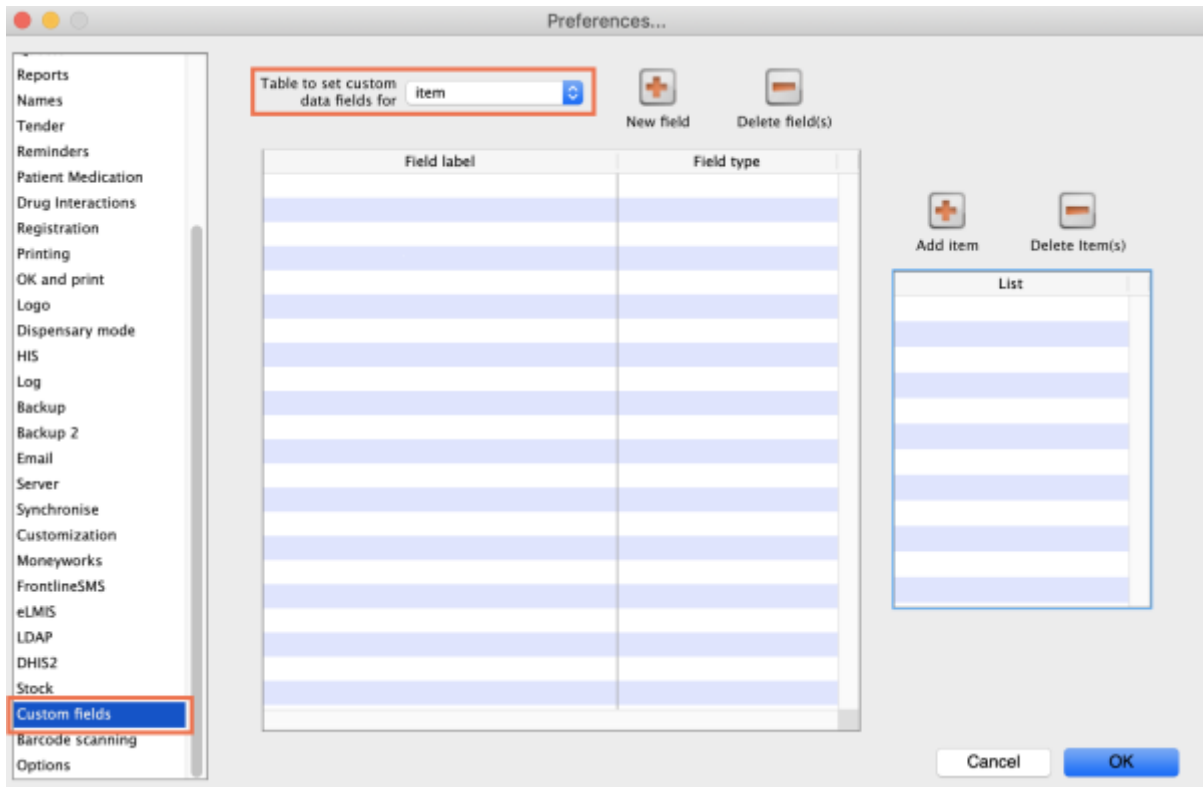 Preferences...
Reports
Names
Tender
Reminders
Patient Medication
Drug Interactions
Registration
Printing
OK and print
Logo
Dispensary mode
HIS
Log
Backup
Backup 2
Email
Server
Synchronise
Customization
Moneyworks
FrontlineSMS
eLMIS
LDAP
DHIS2
Stock
Custom fields
Barcode scanning
Options
Table to set custom
data fields for
item
New field
Delete field(s)
Field label
Field type
Add item
Delete Item(s)
List
Cancel
OK